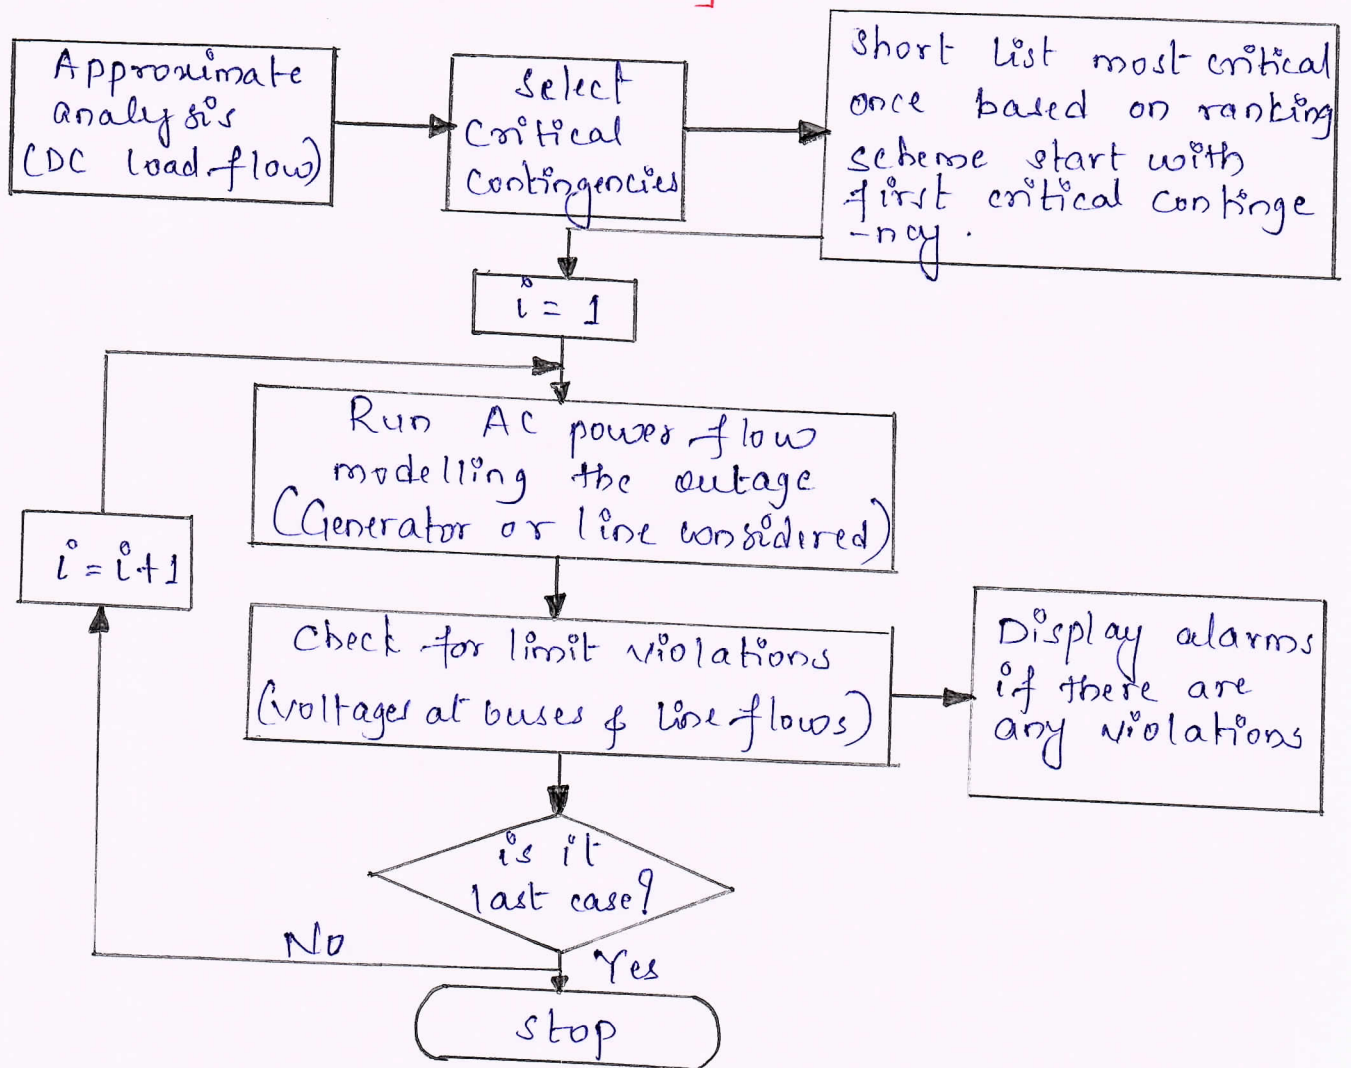 Approximate
analysis
(DC load flow)
Select
Critical
Contingencies
Short List most critical
once based on ranking
scheme start with
first critical continge
-ncy.
i = 1
Run AC power flow
modelling the outage
(Generator or line considered)
i = i+1
Check for limit violations
(voltages at buses & line flows)
Display alarms
if there are
any violations
is it
last case?
No
Yes
stop